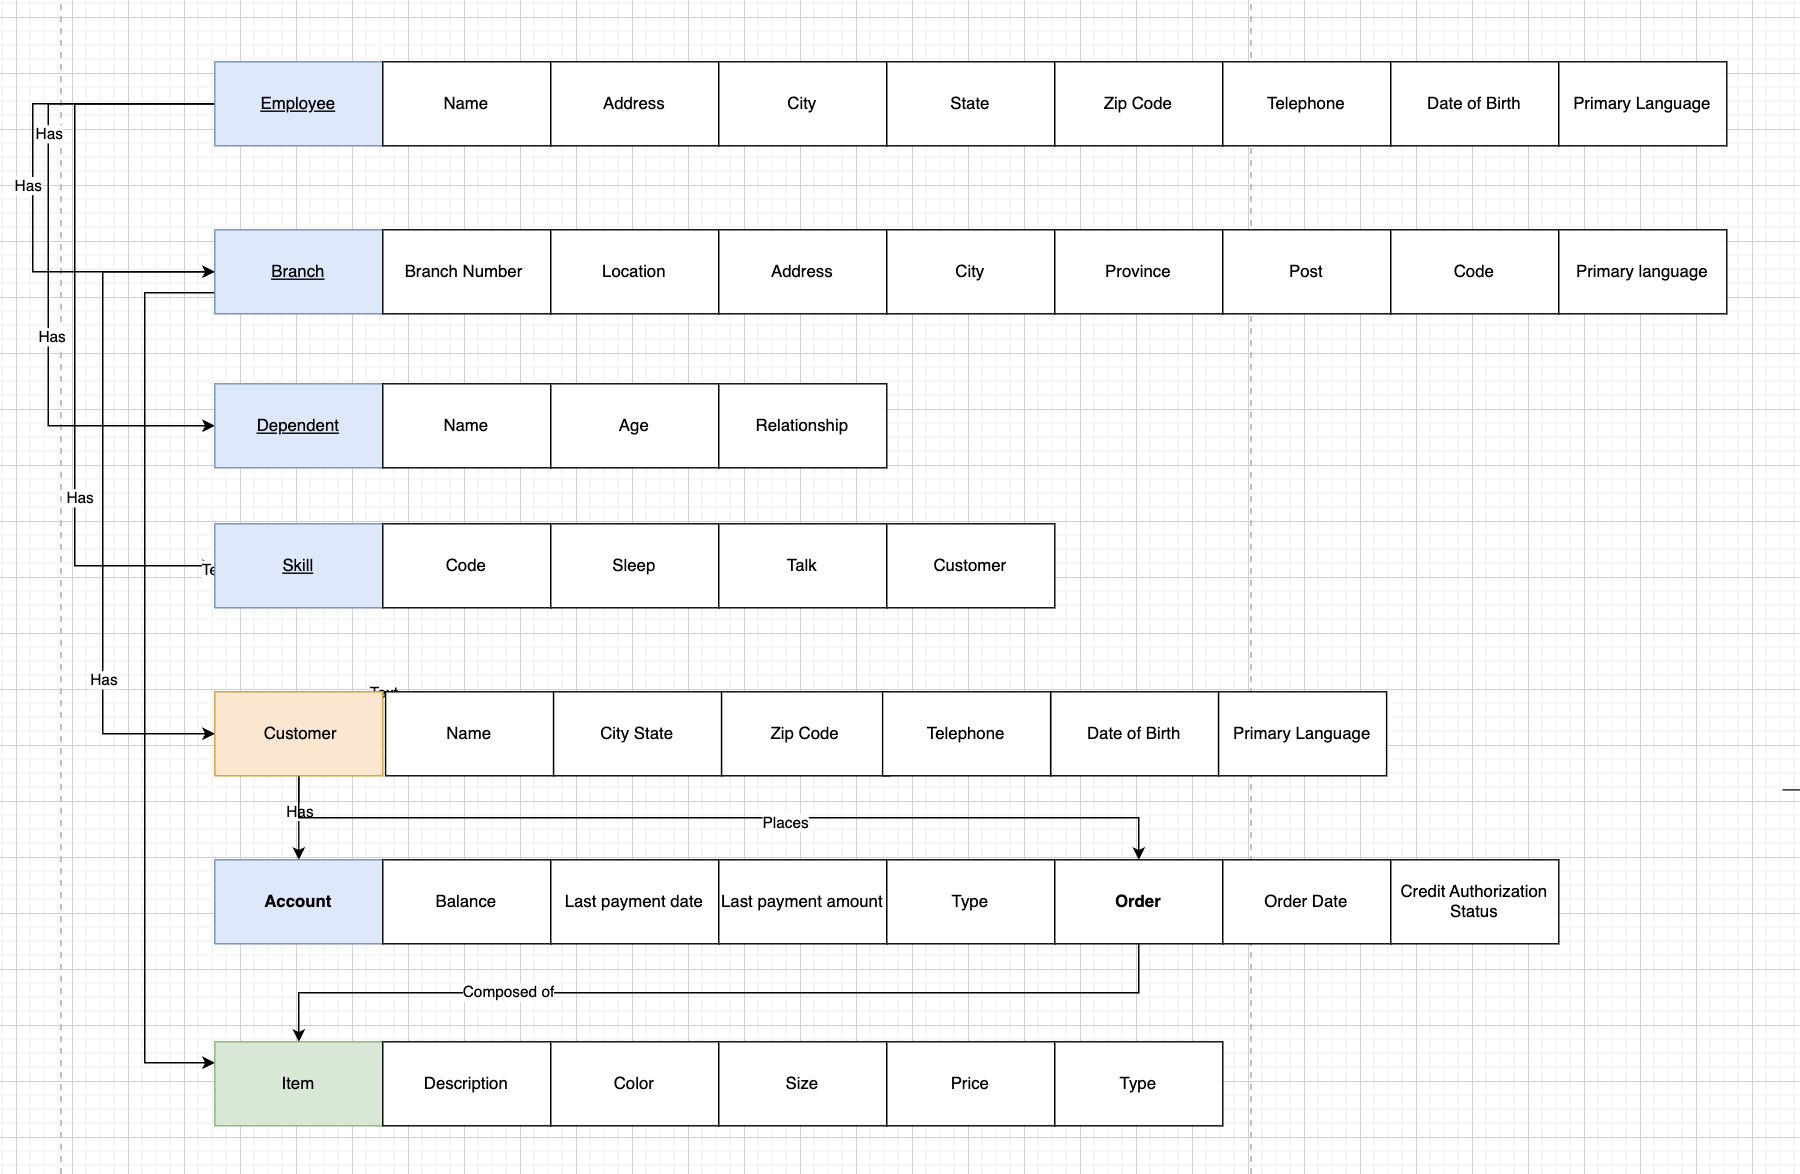 Employee Name Address City State Zip Code Telephone Date of Birth Primary Language
Has
Has
Branch Branch Number Location Address City Province Post Code Primary language
Has
Dependent Name Age Relationship
Has
Skill Code Sleep Talk Customer
Has
Customer Name City State Zip Code Telephone Date of Birth Primary Language
Has
Places
Account Balance Last payment date Last payment amount Type Order Order Date Credit Authorization
Status
Composed of
Item Description Color Size Price Type